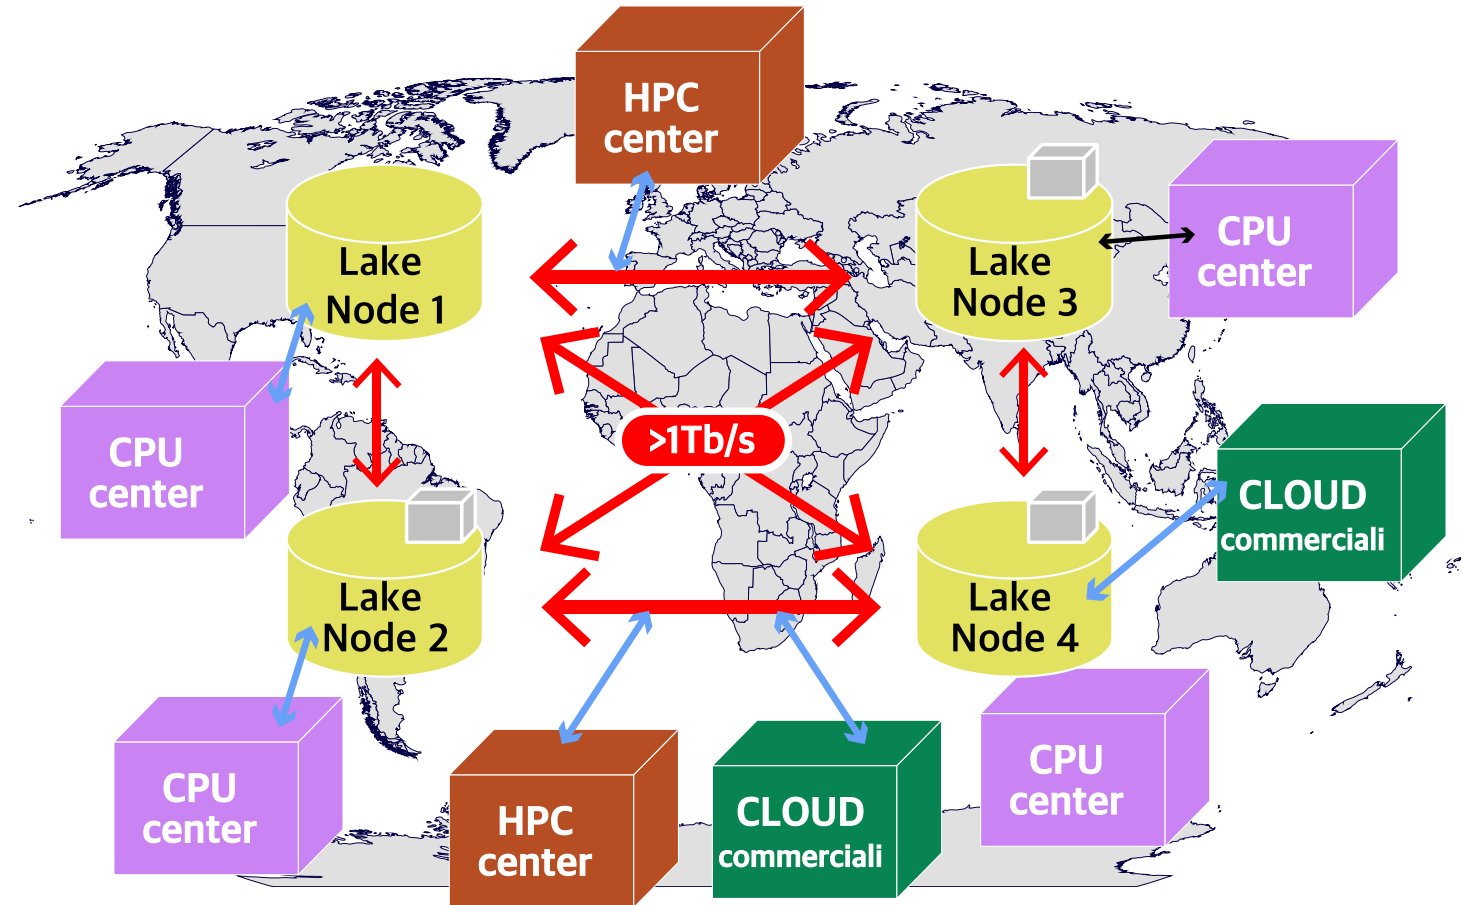 HPC
center
Lake
Node 1
Lake
Node 3
CPU
center
>1Tb/s
CPU
center
CLOUD
commerciali
Lake
Node 2
Lake
Node 4
CPU
center
HPC
center
CLOUD
commerciali
CPU
center